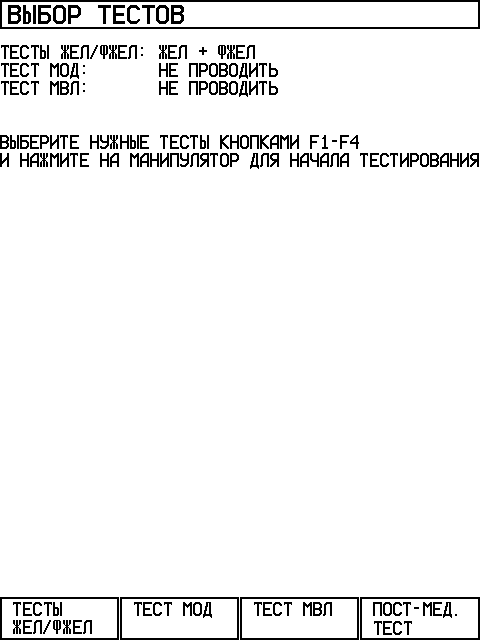 ВЫБОР ТЕСТОВ
ТЕСТЫ ЖЕЛ/ФЖЕЛ: ЖЕЛ + ФЖЕЛ
ТЕСТ МОД: НЕ ПРОВОДИТЬ
ТЕСТ МВЛ: НЕ ПРОВОДИТЬ
ВЫБЕРИТЕ НУЖНЫЕ ТЕСТЫ КНОПКАМИ F1-F4
И НАЖМИТЕ НА МАНИПУЛЯТОР ДЛЯ НАЧАЛА ТЕСТИРОВАНИЯ
ТЕСТЫ
ЖЕЛ/ФЖЕЛ
ТЕСТ МОД
ТЕСТ МВЛ
ПОСТ-МЕД.
ТЕСТ